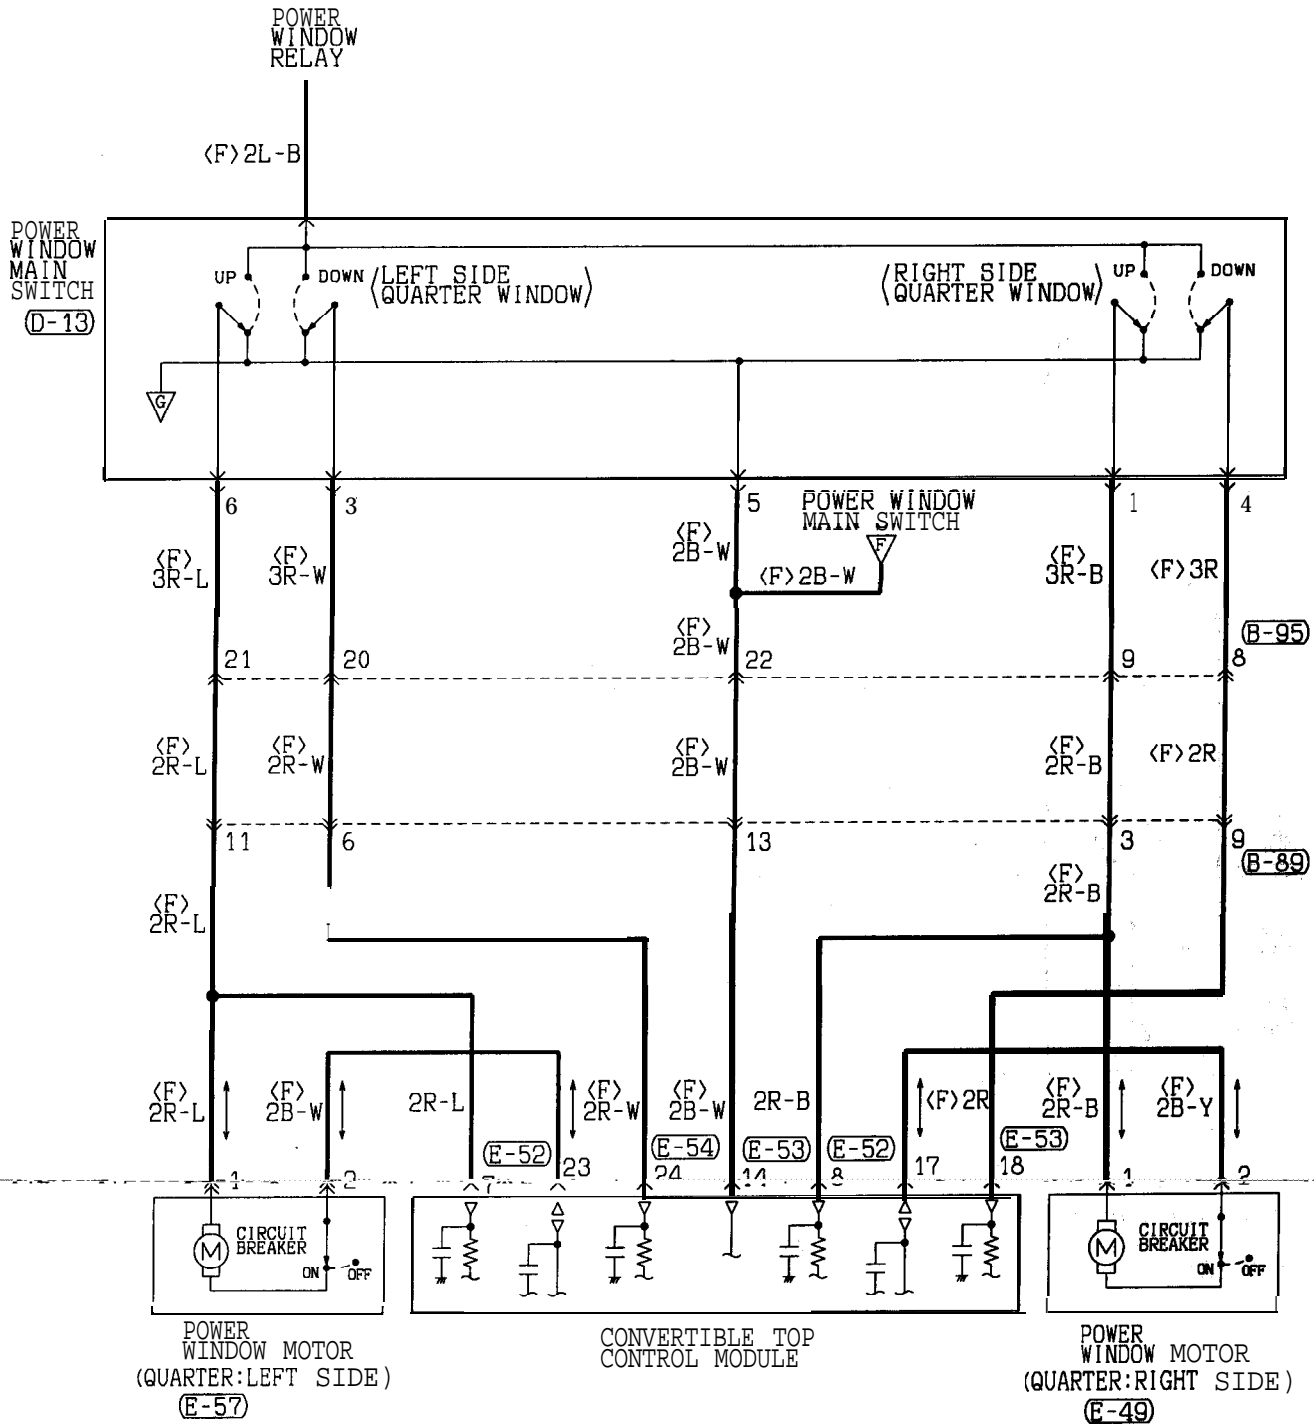 POWER
WINDOW
RELAY
⟨F⟩2L-B
POWER
WINDOW
MAIN
SWITCH
D-13
UP
DOWN
(LEFT SIDE
QUARTER WINDOW)
(RIGHT SIDE
QUARTER WINDOW)
UP
DOWN
G
6
3
5
POWER WINDOW
MAIN SWITCH
1
4
⟨F⟩
3R-L
⟨F⟩
3R-W
⟨F⟩
2B-W
F
⟨F⟩2B-W
⟨F⟩
3R-B
⟨F⟩3R
⟨F⟩
2B-W
B-95
21
20
22
9
8
⟨F⟩
2R-L
⟨F⟩
2R-W
⟨F⟩
2B-W
⟨F⟩
2R-B
⟨F⟩2R
11
6
13
3
9
B-89
⟨F⟩
2R-L
⟨F⟩
2R-B
⟨F⟩
2R-L
⟨F⟩
2B-W
2R-L
⟨F⟩
2R-W
⟨F⟩
2B-W
2R-B
⟨F⟩2R
⟨F⟩
2R-B
⟨F⟩
2B-Y
E-52
E-54
E-53
E-52
E-53
1
2
7
23
24
14
8
17
18
1
2
M
CIRCUIT
BREAKER
ON
OFF
M
CIRCUIT
BREAKER
ON
OFF
POWER
WINDOW MOTOR
(QUARTER:LEFT SIDE)
E-57
CONVERTIBLE TOP
CONTROL MODULE
POWER
WINDOW MOTOR
(QUARTER:RIGHT SIDE)
E-49